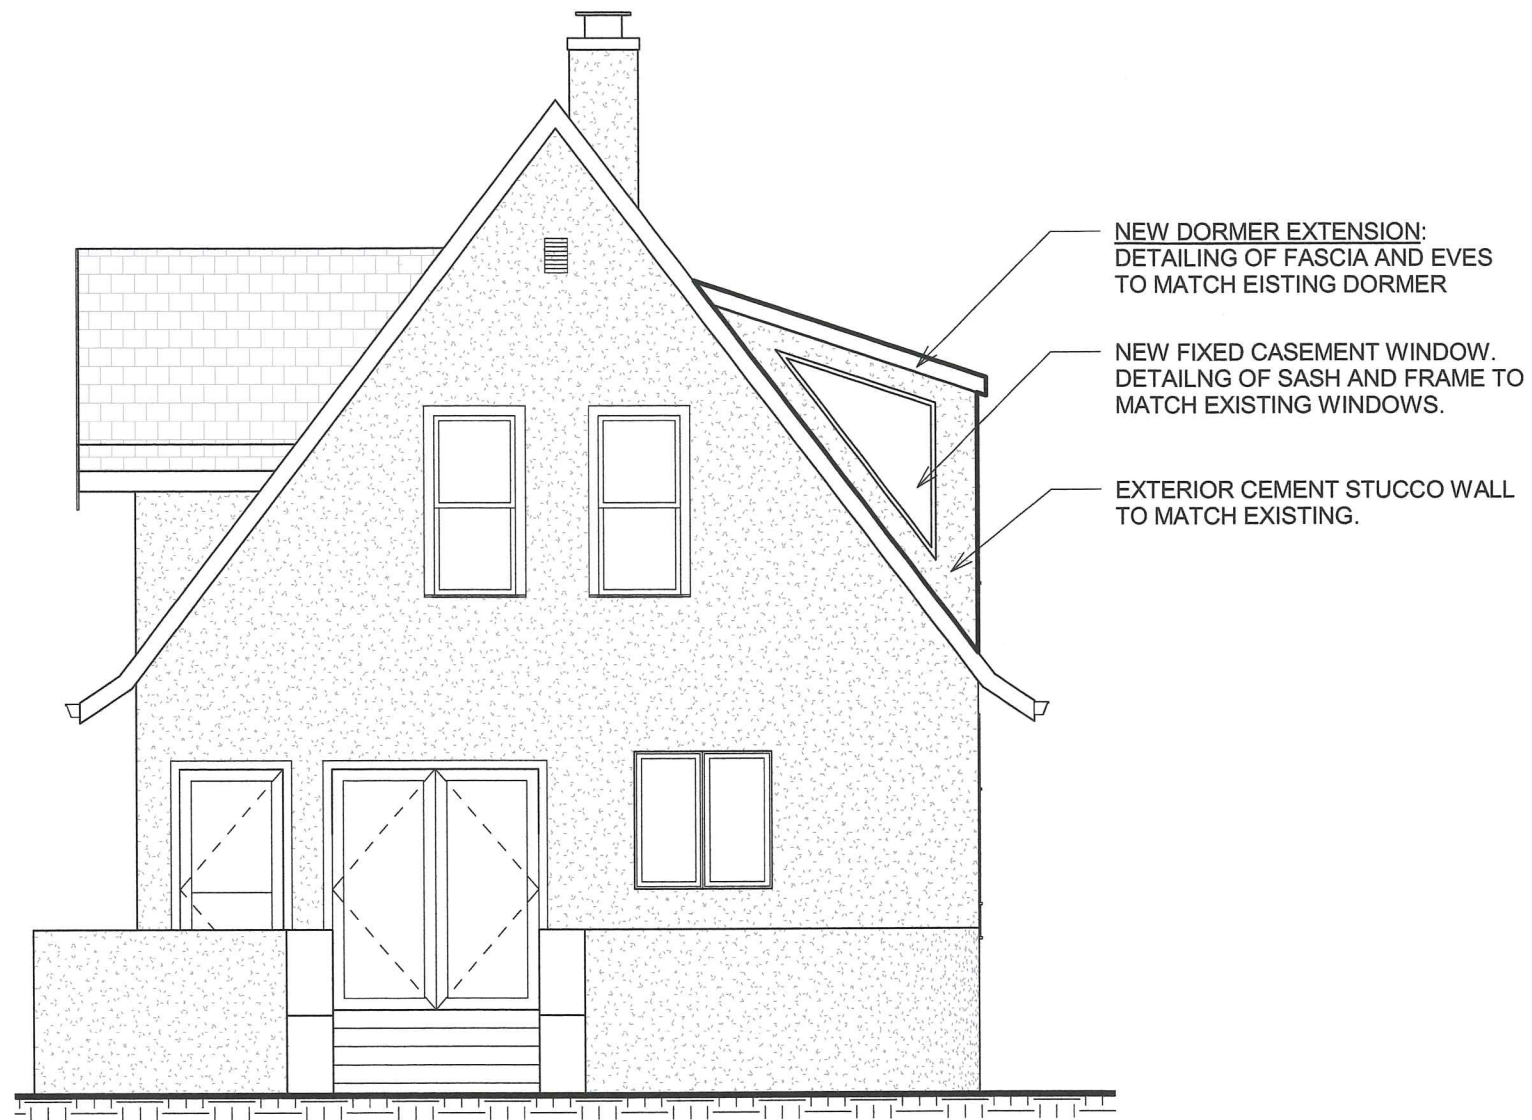 NEW DORMER EXTENSION:
DETAILING OF FASCIA AND EVES
TO MATCH EISTING DORMER
NEW FIXED CASEMENT WINDOW.
DETAILNG OF SASH AND FRAME TO
MATCH EXISTING WINDOWS.
EXTERIOR CEMENT STUCCO WALL
TO MATCH EXISTING.